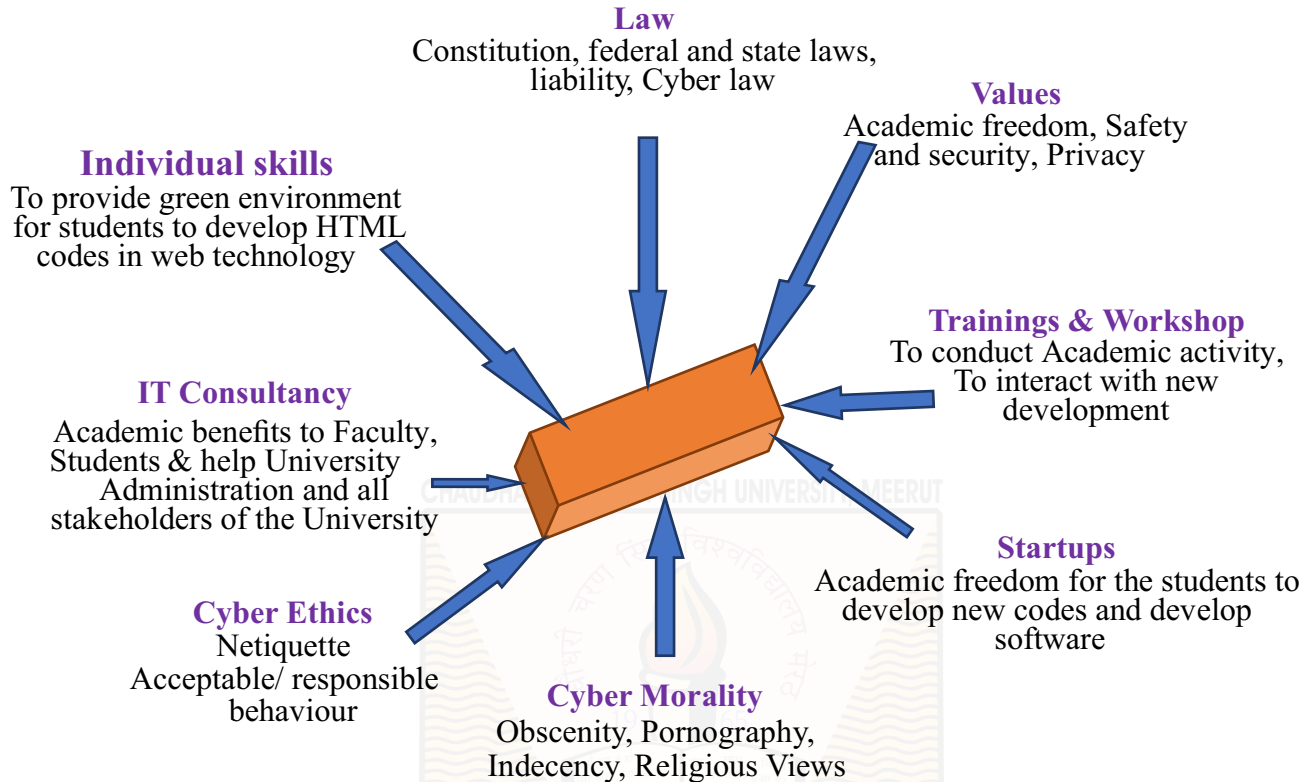 Law
Constitution, federal and state laws,
liability, Cyber law
Values
Academic freedom, Safety
and security, Privacy
Individual skills
To provide green environment
for students to develop HTML
codes in web technology
Trainings & Workshop
To conduct Academic activity,
To interact with new
development
IT Consultancy
Academic benefits to Faculty,
Students & help University
Administration and all
stakeholders of the University
INGH UNIVERSITY, MEERUT
Startups
Academic freedom for the students to
develop new codes and develop
software
Cyber Ethics
Netiquette
Acceptable/ responsible
behaviour
Cyber Morality
Obscenity, Pornography,
Indecency, Religious Views